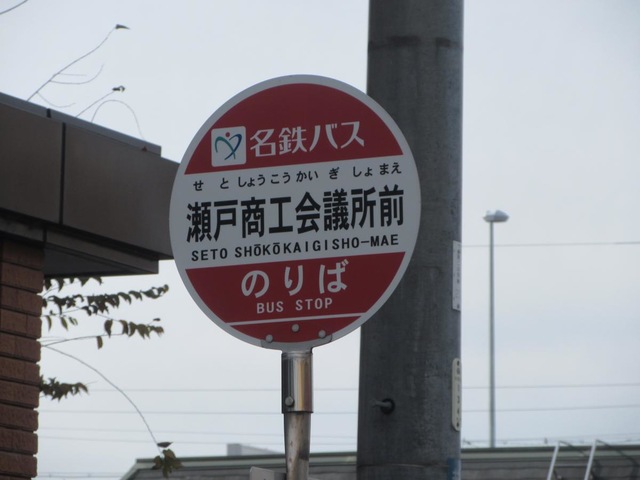 名鉄バス
せとしょうこうかいぎしょまえ
瀬戸商工会議所前
SETO SHŌKŌKAIGISHO-MAE
のりば
BUS STOP